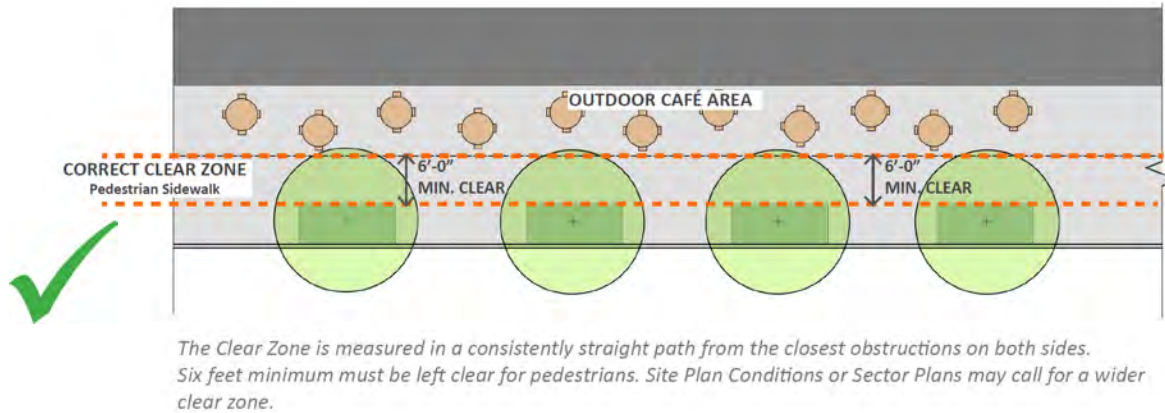 OUTDOOR CAFÉ AREA
CORRECT CLEAR ZONE
Pedestrian Sidewalk
6'-0"
MIN. CLEAR
6'-0"
MIN. CLEAR
The Clear Zone is measured in a consistently straight path from the closest obstructions on both sides.
Six feet minimum must be left clear for pedestrians. Site Plan Conditions or Sector Plans may call for a wider
clear zone.